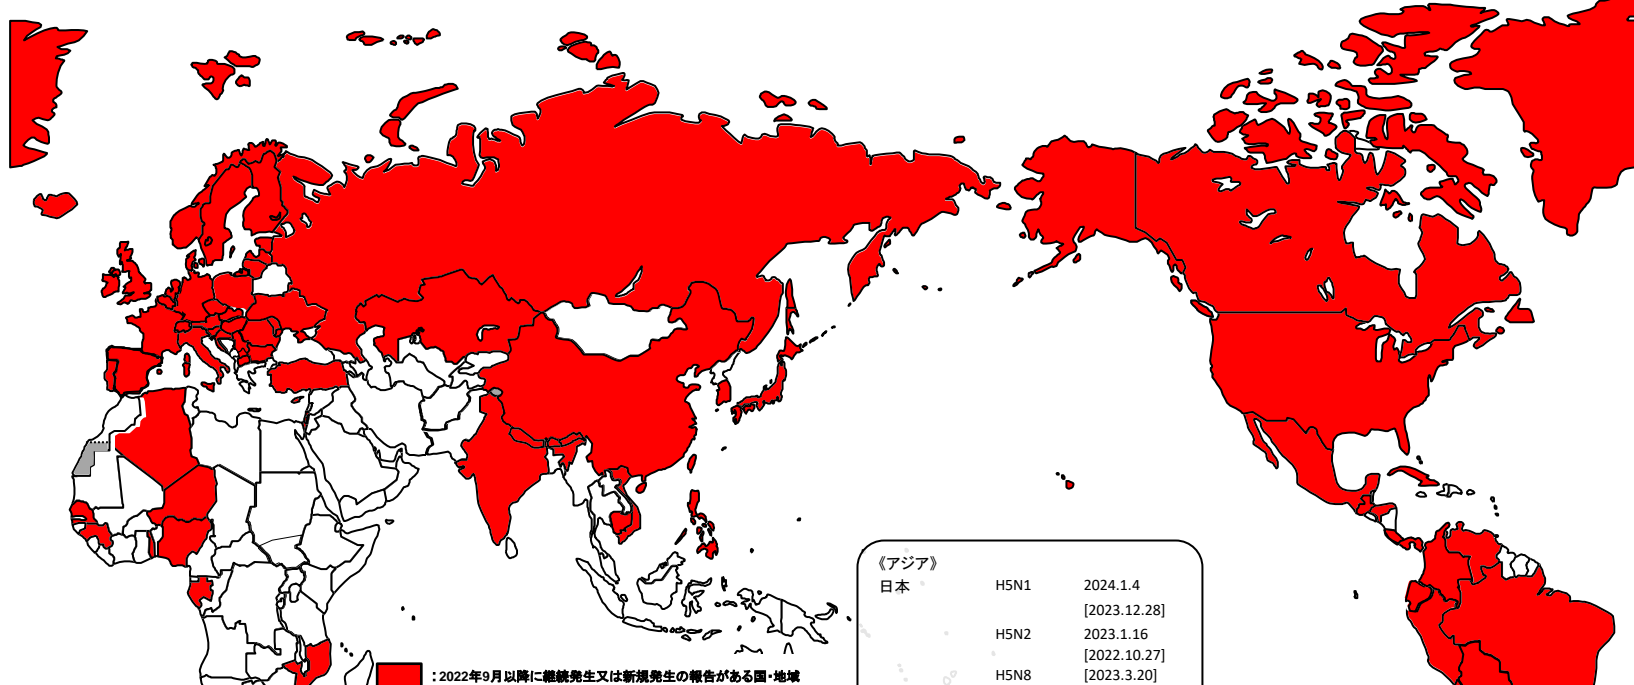 《アジア》
日本 H5N1 2024.1.4
[2023.12.28]
H5N2 2023.1.16
[2022.10.27]
H5N8 [2023.3.20]
：2022年9月以降に継続発生又は新規発生の報告がある国・地域